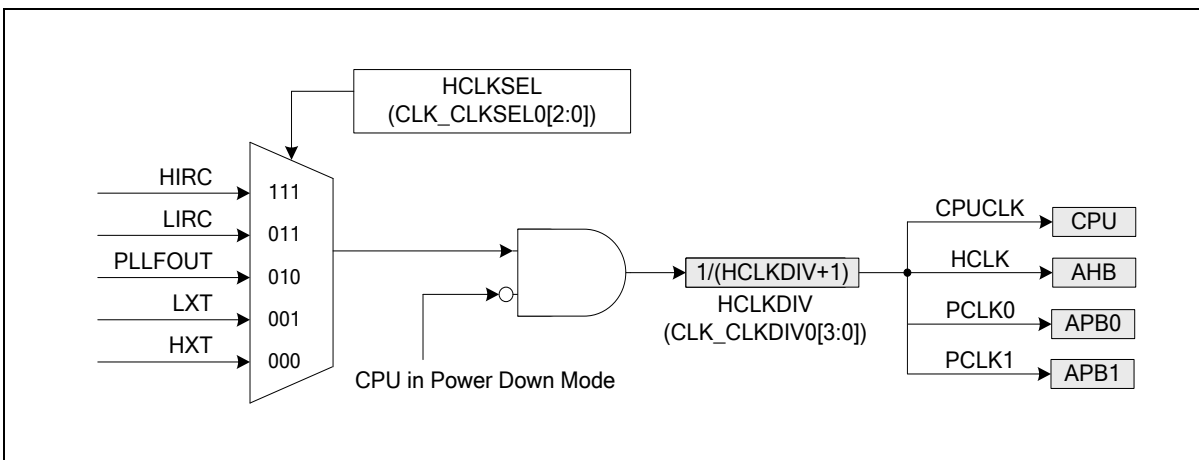 HCLKSEL
(CLK_CLKSEL0[2:0])
HIRC
111
LIRC
011
PLLFOUT
010
LXT
001
HXT
000
CPU in Power Down Mode
1/(HCLKDIV+1)
HCLKDIV
(CLK_CLKDIV0[3:0])
CPUCLK
CPU
HCLK
AHB
PCLK0
APB0
PCLK1
APB1